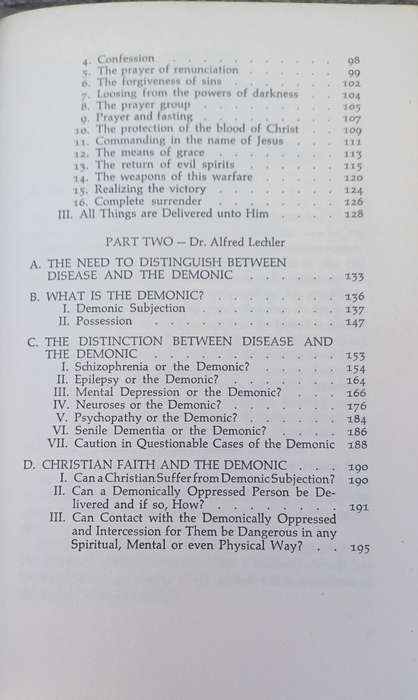 4. Confession . . . . . . . . . . . 98
5. The prayer of renunciation . . . . . . 99
6. The forgiveness of sins . . . . . . . 102
7. Loosing from the powers of darkness . . 104
8. The prayer group . . . . . . . . . 105
9. Prayer and fasting . . . . . . . . . 107
10. The protection of the blood of Christ . . 109
11. Commanding in the name of Jesus . . . 111
12. The means of grace . . . . . . . . 113
13. The return of evil spirits . . . . . . 115
14. The weapons of this warfare . . . . . 120
15. Realizing the victory . . . . . . . . 124
16. Complete surrender . . . . . . . . 126
III. All Things are Delivered unto Him . . . . 128
PART TWO — Dr. Alfred Lechler
A. THE NEED TO DISTINGUISH BETWEEN
DISEASE AND THE DEMONIC . . . . . . 133
B. WHAT IS THE DEMONIC? . . . . . . . . 136
I. Demonic Subjection . . . . . . . . 137
II. Possession . . . . . . . . . . . 147
C. THE DISTINCTION BETWEEN DISEASE AND
THE DEMONIC . . . . . . . . . . . 153
I. Schizophrenia or the Demonic? . . . . . 154
II. Epilepsy or the Demonic? . . . . . . 164
III. Mental Depression or the Demonic? . . . 166
IV. Neuroses or the Demonic? . . . . . . 176
V. Psychopathy or the Demonic? . . . . . 184
VI. Senile Dementia or the Demonic? . . . . 186
VII. Caution in Questionable Cases of the Demonic 188
D. CHRISTIAN FAITH AND THE DEMONIC . . . 190
I. Can a Christian Suffer from Demonic Subjection? 190
II. Can a Demonically Oppressed Person be De-
livered and if so, How? . . . . . . . . 191
III. Can Contact with the Demonically Oppressed
and Intercession for Them be Dangerous in any
Spiritual, Mental or even Physical Way? . . 195